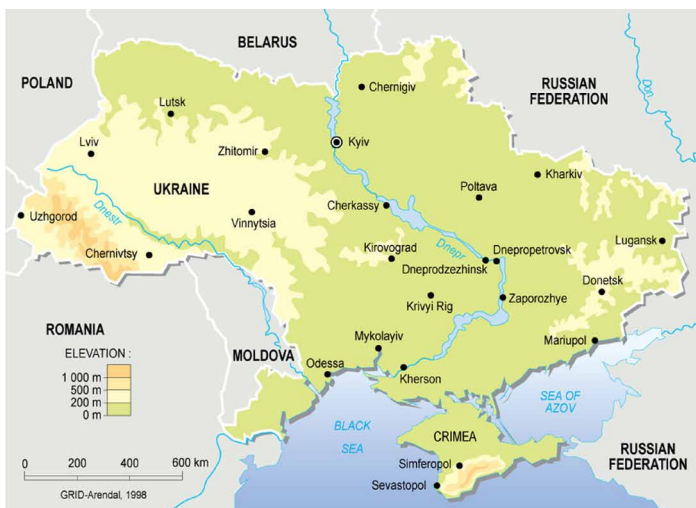 BELARUS
POLAND
RUSSIAN
FEDERATION
Don
Chernigiv
Lutsk
Lviv
Zhitomir
Kyiv
Kharkiv
UKRAINE
Poltava
Cherkassy
Uzhgorod
Dnestr
Vinnytsia
Chernivtsy
Kirovograd
Dnepr
Dnepropetrovsk
Dneprodzezhinsk
Lugansk
Donetsk
Krivyi Rig
Zaporozhye
ROMANIA
MOLDOVA
Mykolayiv
Mariupol
ELEVATION :
1 000 m
500 m
200 m
0 m
Odessa
Kherson
SEA OF
AZOV
BLACK
SEA
CRIMEA
RUSSIAN
FEDERATION
Simferopol
Sevastopol
0 200 400 600 km
GRID-Arendal, 1998